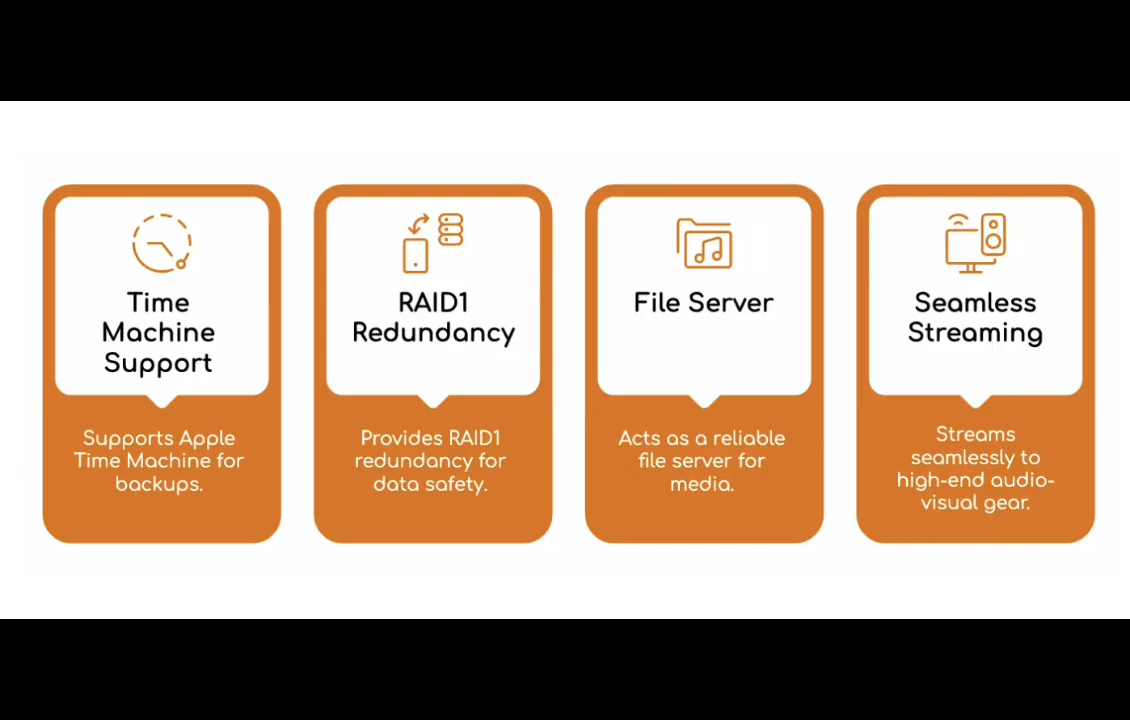 Time
Machine
Support
Supports Apple
Time Machine for
backups.
RAID1
Redundancy
Provides RAID1
redundancy for
data safety.
File Server
Acts as a reliable
file server for
media.
Seamless
Streaming
Streams
seamlessly to
high-end audio-
visual gear.